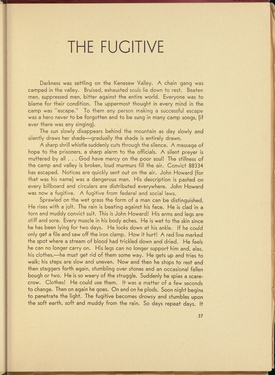 THE FUGITIVE
Darkness was settling on the Kenesaw Valley. A chain gang was
camped in the valley. Bruised, exhausted souls lie down to rest. Beaten
men, suppressed men, bitter against the entire world. Everyone was to
blame for their condition. The uppermost thought in every mind in the
camp was "escape." To them any person making a successful escape
was a hero never to be forgotten and to be sung in many camp songs, (if
ever there was any singing).
The sun slowly disappears behind the mountain as day slowly and
silently draws her shade—gradually the shade is entirely drawn.
A sharp shrill whistle suddenly cuts through the silence. A message of
hope to the prisoners, a sharp alarm to the officials. A silent prayer is
muttered by all . . . God have mercy on the poor soul! The stillness of
the camp and valley is broken, loud murmurs fill the air. Convict 88334
has escaped. Notices are quickly sent out on the air. John Howard (for
that was his name) was a dangerous man. His description is pasted on
every billboard and circulars are distributed everywhere. John Howard
was now a fugitive. A fugitive from federal and social laws.
Sprawled on the wet grass the form of a man can be distinguished.
He rises with a jolt. The rain is beating against his face. He is clad in a
torn and muddy convict suit. This is John Howard! His arms and legs are
stiff and sore. Every muscle in his body aches. He is wet to the skin since
he has been lying for two days. He looks down at his ankle. If he could
only get a file and saw off the iron clamp. How it hurt! A red line marked
the spot where a stream of blood had trickled down and dried. He feels
he can no longer carry on. His legs can no longer support him and, also,
his clothes,—he must get rid of them some way. He gets up and tries to
walk; his steps are slow and uneven. Now and then he stops to rest and
then staggers forth again, stumbling over stones and an occasional fallen
bough or two. He is so weary of the struggle. Suddenly he spies a scare-
crow. Clothes! He could use them. It was a matter of a few seconds
to change. Then on again he goes. On end on he plods. Soon night begins
to penetrate the light. The fugitive becomes drowsy and stumbles upon
the soft earth, soft and muddy from the rain. So days repeat days. It
37